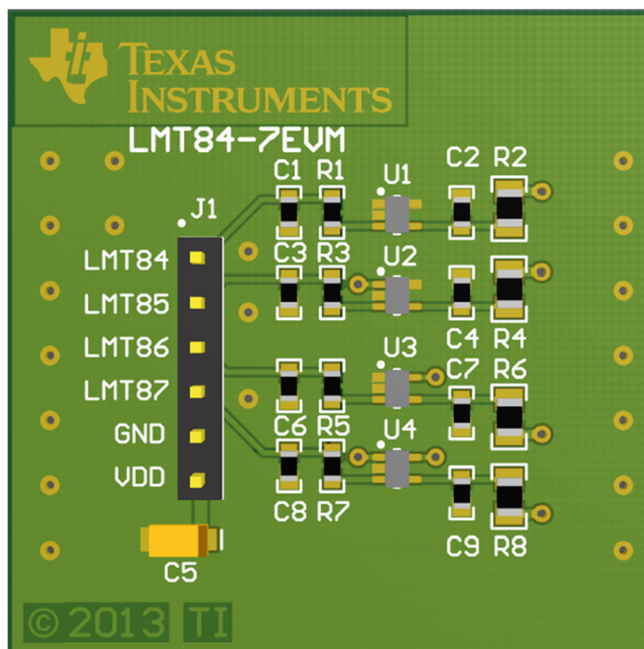 TEXAS
INSTRUMENTS
LMT84-7EVM
C1 R1 U1 C2 R2
J1
LMT84
C3 R3 U2
LMT85
LMT86
C4 R4
U3 C7 R6
LMT87
C6 R5 U4
GND
VDD
C8 R7
C9 R8
C5
© 2013 TI